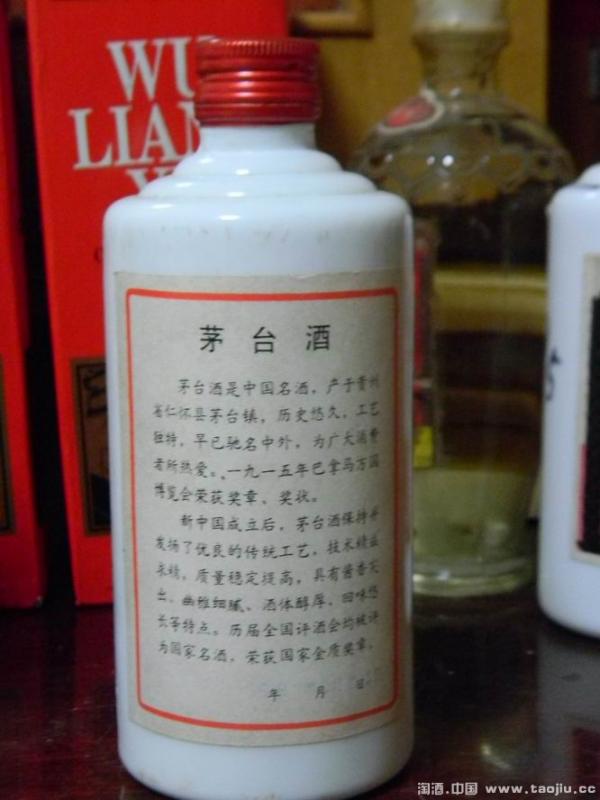 WU
LIAN
Y
茅台酒
茅台酒是中国名酒，产于贵州
省仁怀县茅台镇，历史悠久，工艺
独特，早已驰名中外，为广大消费
者所热爱。一九一五年巴拿马万国
博览会荣获奖章、奖状。
新中国成立后，茅台酒保持并
发扬了优良的传统工艺，技术精益
求精，质量稳定提高，具有酱香突
出、幽雅细腻、酒体醇厚、回味悠
长等特点。历届全国评酒会均被评
为国家名酒，荣获国家金质奖章。
年 月 日
淘酒.中国 www.taojiu.cc